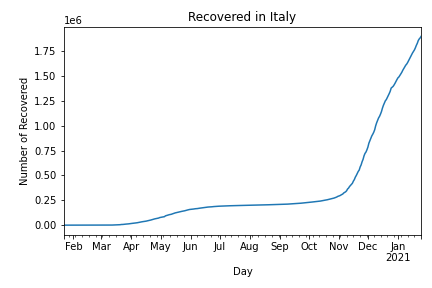 Recovered in Italy
1e6
Number of Recovered
1.75
1.50
1.25
1.00
0.75
0.50
0.25
0.00
Feb Mar Apr May Jun Jul Aug Sep Oct Nov Dec Jan
2021
Day